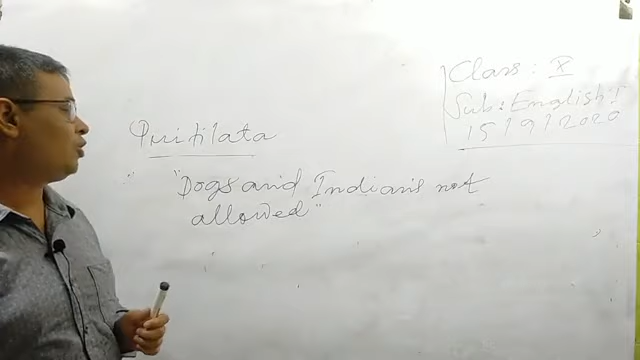 Class: X
Sub: English I
15/9/2020
Pritilata
"Dogs and Indians not
allowed"